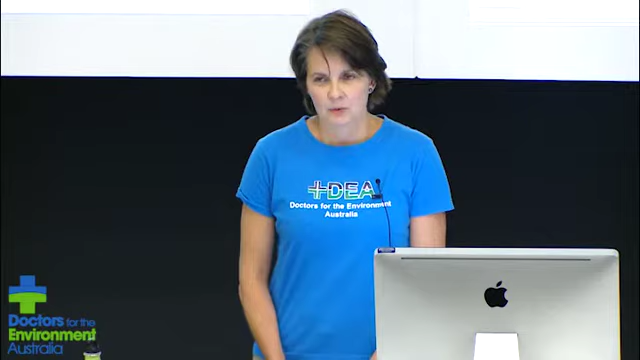 +DEA
Doctors for the Environment
Australia
Doctors for the
Environment
Australia